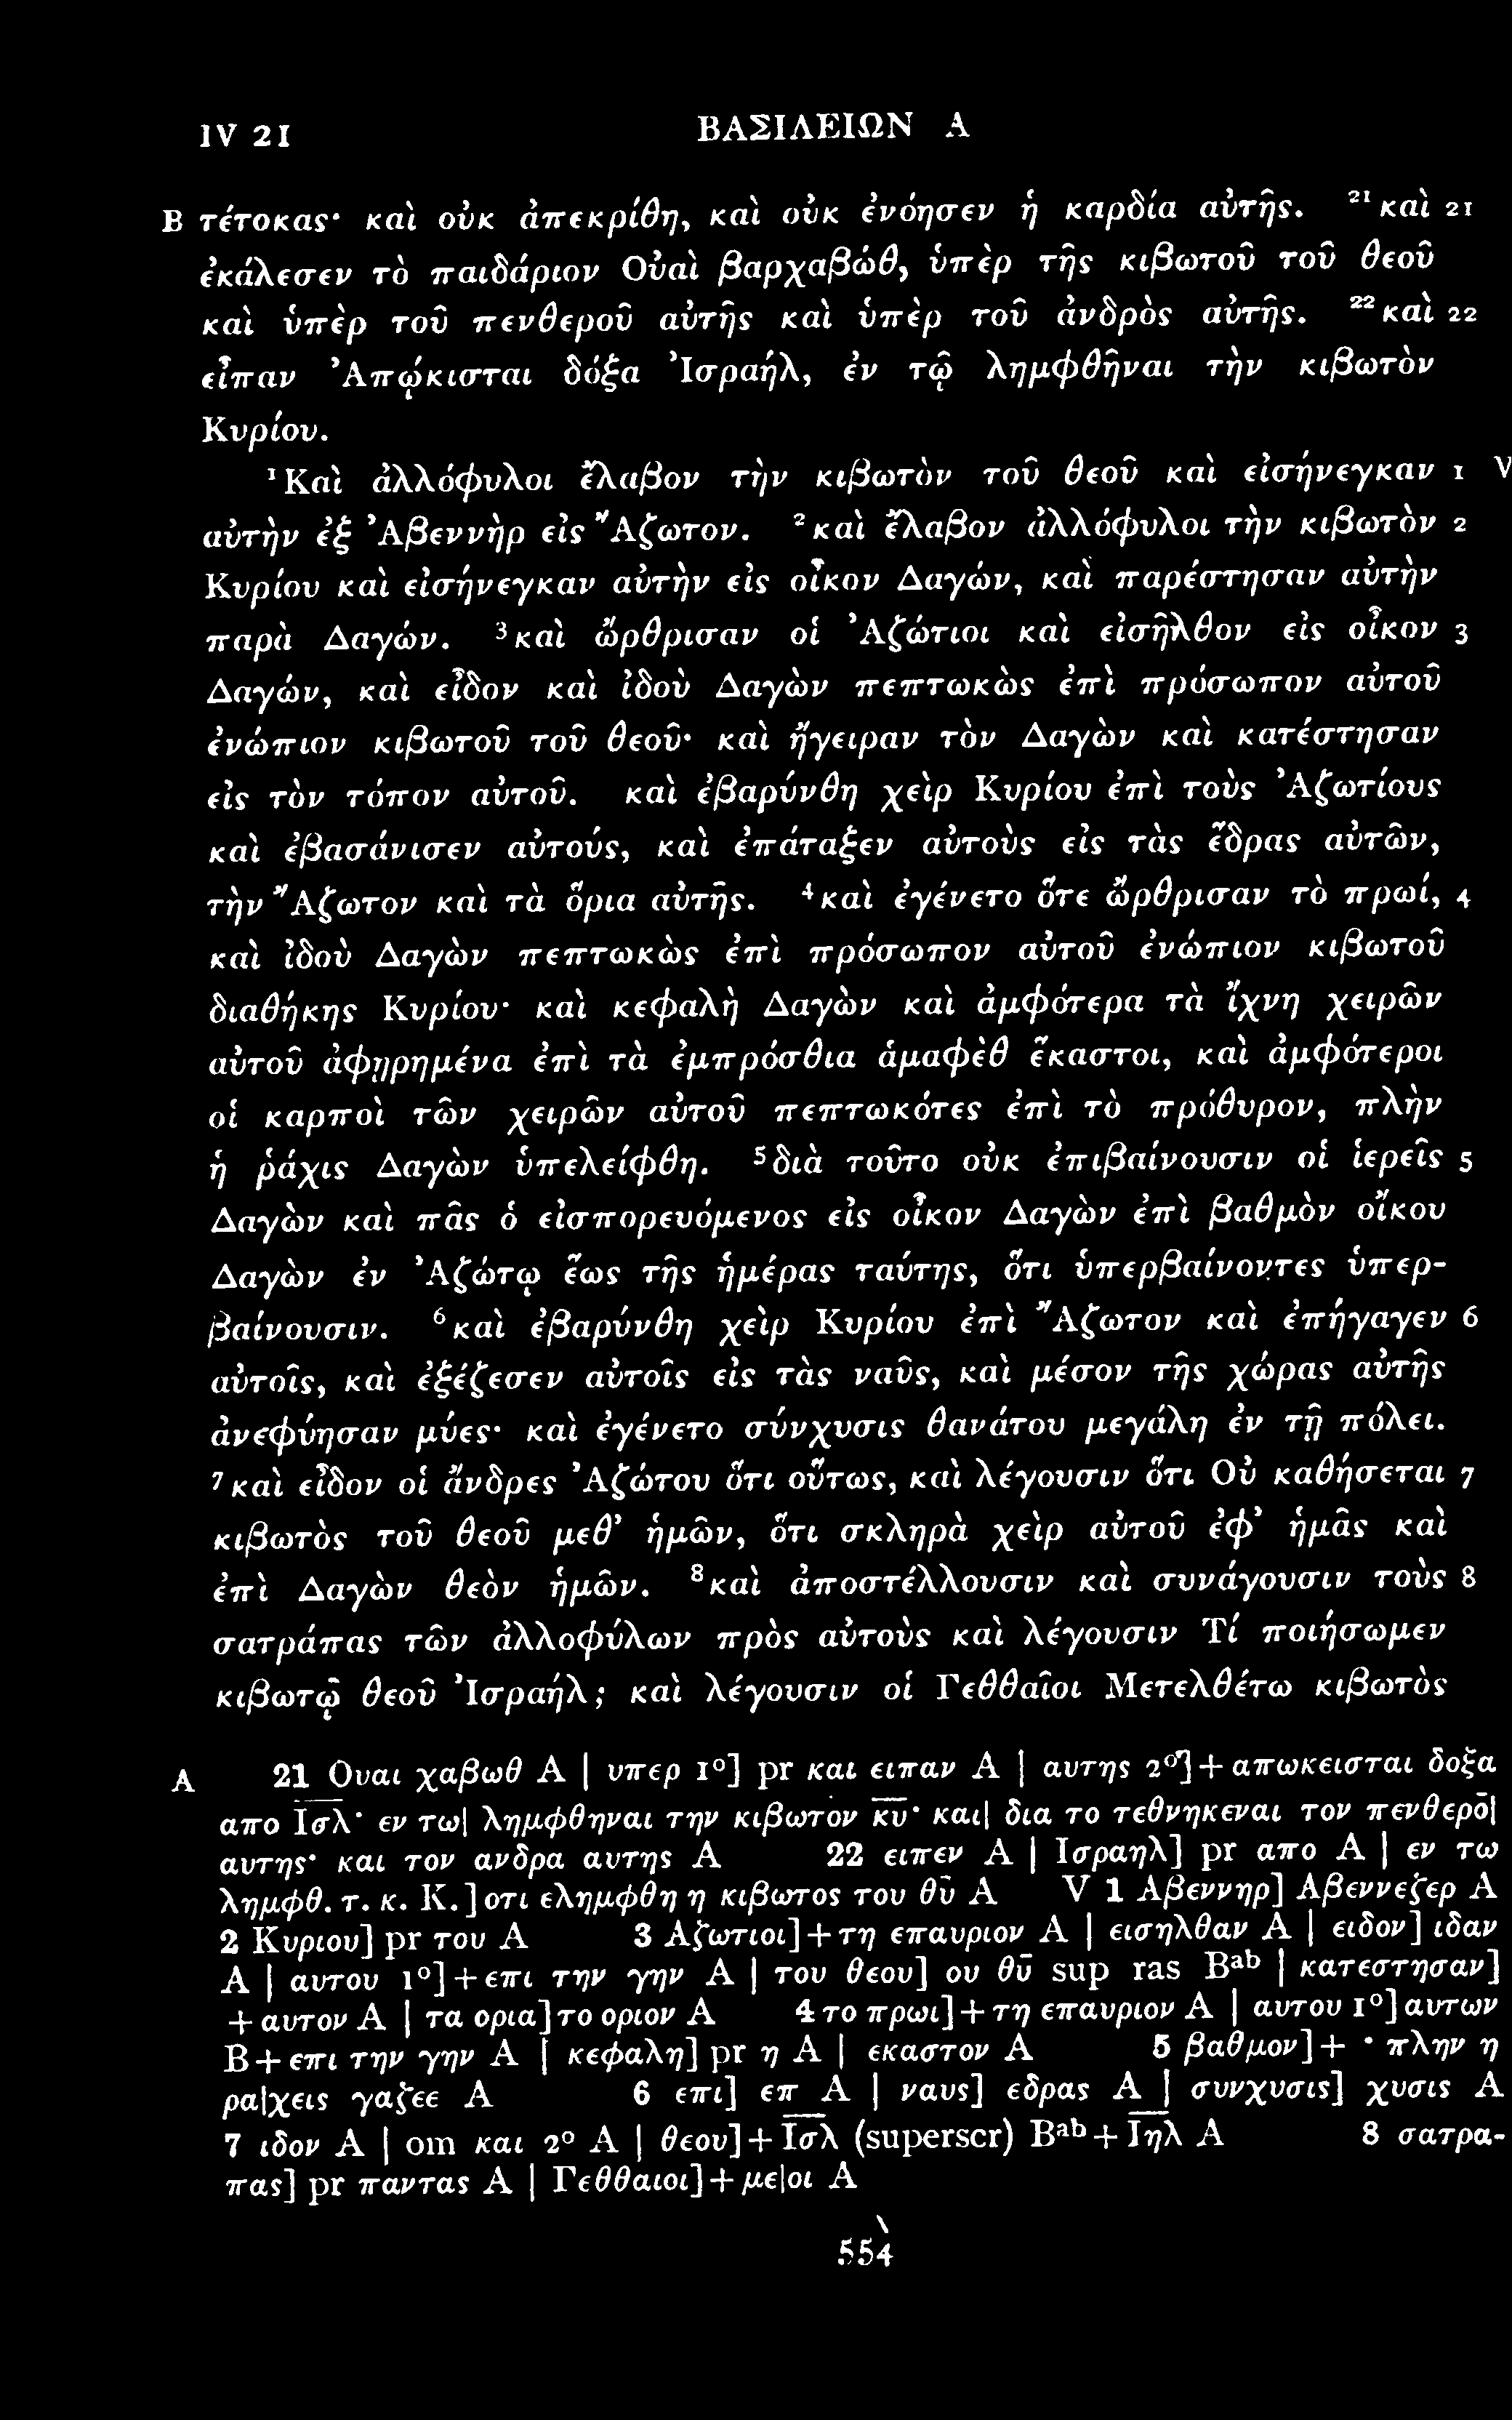 IV 21 ΒΑΣΙΛΕΙΩΝ Α
B τέτοκας· καὶ οὐκ ἀπεκρίθη, καὶ οὐκ ἐνόησεν ἡ καρδία αὐτῆς. ²¹καὶ 21
ἐκάλεσεν τὸ παιδάριον Οὐαὶ βαρχαβώθ, ὑπὲρ τῆς κιβωτοῦ τοῦ θεοῦ
καὶ ὑπὲρ τοῦ πενθεροῦ αὐτῆς καὶ ὑπὲρ τοῦ ἀνδρὸς αὐτῆς. ²²καὶ 22
εἶπαν Ἀπῴκισται δόξα Ἰσραήλ, ἐν τῷ λημφθῆναι τὴν κιβωτὸν
Κυρίου.
¹Καὶ ἀλλόφυλοι ἔλαβον τὴν κιβωτὸν τοῦ θεοῦ καὶ εἰσήνεγκαν 1 V
αὐτὴν ἐξ Ἀβεννὴρ εἰς Ἄζωτον. ²καὶ ἔλαβον ἀλλόφυλοι τὴν κιβωτὸν 2
Κυρίου καὶ εἰσήνεγκαν αὐτὴν εἰς οἶκον Δαγών, καὶ παρέστησαν αὐτὴν
παρὰ Δαγών. ³καὶ ὤρθρισαν οἱ Ἀζώτιοι καὶ εἰσῆλθον εἰς οἶκον 3
Δαγών, καὶ εἶδον καὶ ἰδοὺ Δαγὼν πεπτωκὼς ἐπὶ πρόσωπον αὐτοῦ
ἐνώπιον κιβωτοῦ τοῦ θεοῦ· καὶ ἤγειραν τὸν Δαγὼν καὶ κατέστησαν
εἰς τὸν τόπον αὐτοῦ. καὶ ἐβαρύνθη χεὶρ Κυρίου ἐπὶ τοὺς Ἀζωτίους
καὶ ἐβασάνισεν αὐτούς, καὶ ἐπάταξεν αὐτοὺς εἰς τὰς ἕδρας αὐτῶν,
τὴν Ἄζωτον καὶ τὰ ὅρια αὐτῆς. ⁴καὶ ἐγένετο ὅτε ὤρθρισαν τὸ πρωί, 4
καὶ ἰδοὺ Δαγὼν πεπτωκὼς ἐπὶ πρόσωπον αὐτοῦ ἐνώπιον κιβωτοῦ
διαθήκης Κυρίου· καὶ κεφαλὴ Δαγὼν καὶ ἀμφότερα τὰ ἴχνη χειρῶν
αὐτοῦ ἀφῃρημένα ἐπὶ τὰ ἐμπρόσθια ἁμαφὲθ ἕκαστοι, καὶ ἀμφότεροι
οἱ καρποὶ τῶν χειρῶν αὐτοῦ πεπτωκότες ἐπὶ τὸ πρόθυρον, πλὴν
ἡ ῥάχις Δαγὼν ὑπελείφθη. ⁵διὰ τοῦτο οὐκ ἐπιβαίνουσιν οἱ ἱερεῖς 5
Δαγὼν καὶ πᾶς ὁ εἰσπορευόμενος εἰς οἶκον Δαγὼν ἐπὶ βαθμὸν οἴκου
Δαγὼν ἐν Ἀζώτῳ ἕως τῆς ἡμέρας ταύτης, ὅτι ὑπερβαίνοντες ὑπερ-
βαίνουσιν. ⁶καὶ ἐβαρύνθη χεὶρ Κυρίου ἐπὶ Ἄζωτον καὶ ἐπήγαγεν 6
αὐτοῖς, καὶ ἐξέζεσεν αὐτοῖς εἰς τὰς ναῦς, καὶ μέσον τῆς χώρας αὐτῆς
ἀνεφύησαν μύες· καὶ ἐγένετο σύνχυσις θανάτου μεγάλη ἐν τῇ πόλει.
⁷καὶ εἶδον οἱ ἄνδρες Ἀζώτου ὅτι οὕτως, καὶ λέγουσιν ὅτι Οὐ καθήσεται 7
κιβωτὸς τοῦ θεοῦ μεθ’ ἡμῶν, ὅτι σκληρὰ χεὶρ αὐτοῦ ἐφ’ ἡμᾶς καὶ
ἐπὶ Δαγὼν θεὸν ἡμῶν. ⁸καὶ ἀποστέλλουσιν καὶ συνάγουσιν τοὺς 8
σατράπας τῶν ἀλλοφύλων πρὸς αὐτοὺς καὶ λέγουσιν Τί ποιήσωμεν
κιβωτῷ θεοῦ Ἰσραήλ; καὶ λέγουσιν οἱ Γεθθαῖοι Μετελθέτω κιβωτὸς
A 21 Ουαι χαβωθ A | υπερ 1°] pr και ειπαν A | αυτης 2°]+απωκεισται δοξα
απο Ι̅σ̅λ̅· εν τω| λημφθηναι την κιβωτον κ̅υ̅· και| δια το τεθνηκεναι τον πενθερο̅|
αυτης· και τον ανδρα αυτης A 22 ειπεν A | Ισραηλ] pr απο A | εν τω
λημφθ. τ. κ. Κ.] οτι ελημφθη η κιβωτος του θ̅υ̅ A V 1 Αβεννηρ] Αβεννεζερ A
2 Κυριου] pr του A 3 Αζωτιοι]+τη επαυριον A | εισηλθαν A | ειδον] ιδαν
A | αυτου 1°]+επι την γην A | του θεου] ου θ̅υ̅ sup ras Bᵃᵇ | κατεστησαν]
+αυτον A | τα ορια] το οριον A 4 το πρωι]+τη επαυριον A | αυτου 1°] αυτων
B+επι την γην A | κεφαλη] pr η A | εκαστον A 5 βαθμον]+ · πλην η
ρα|χεις γαζεε A 6 επι] επ A | ναυς] εδρας A | συνχυσις] χυσις A
7 ιδον A | om και 2° A | θεου]+Ι̅σ̅λ̅ (superscr) Bᵃᵇ+Ι̅η̅λ̅ A 8 σατρα-
πας] pr παντας A | Γεθθαιοι]+με|οι A
554